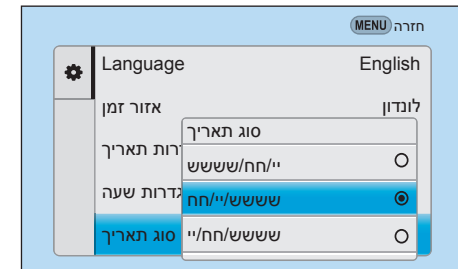 חזרה MENU
Language English
אזור זמן לונדון
סוג תאריך
רות תאריך
יי/חח/שששש
גדרות שעה
שששש/יי/חח
סוג תאריך
שששש/חח/יי